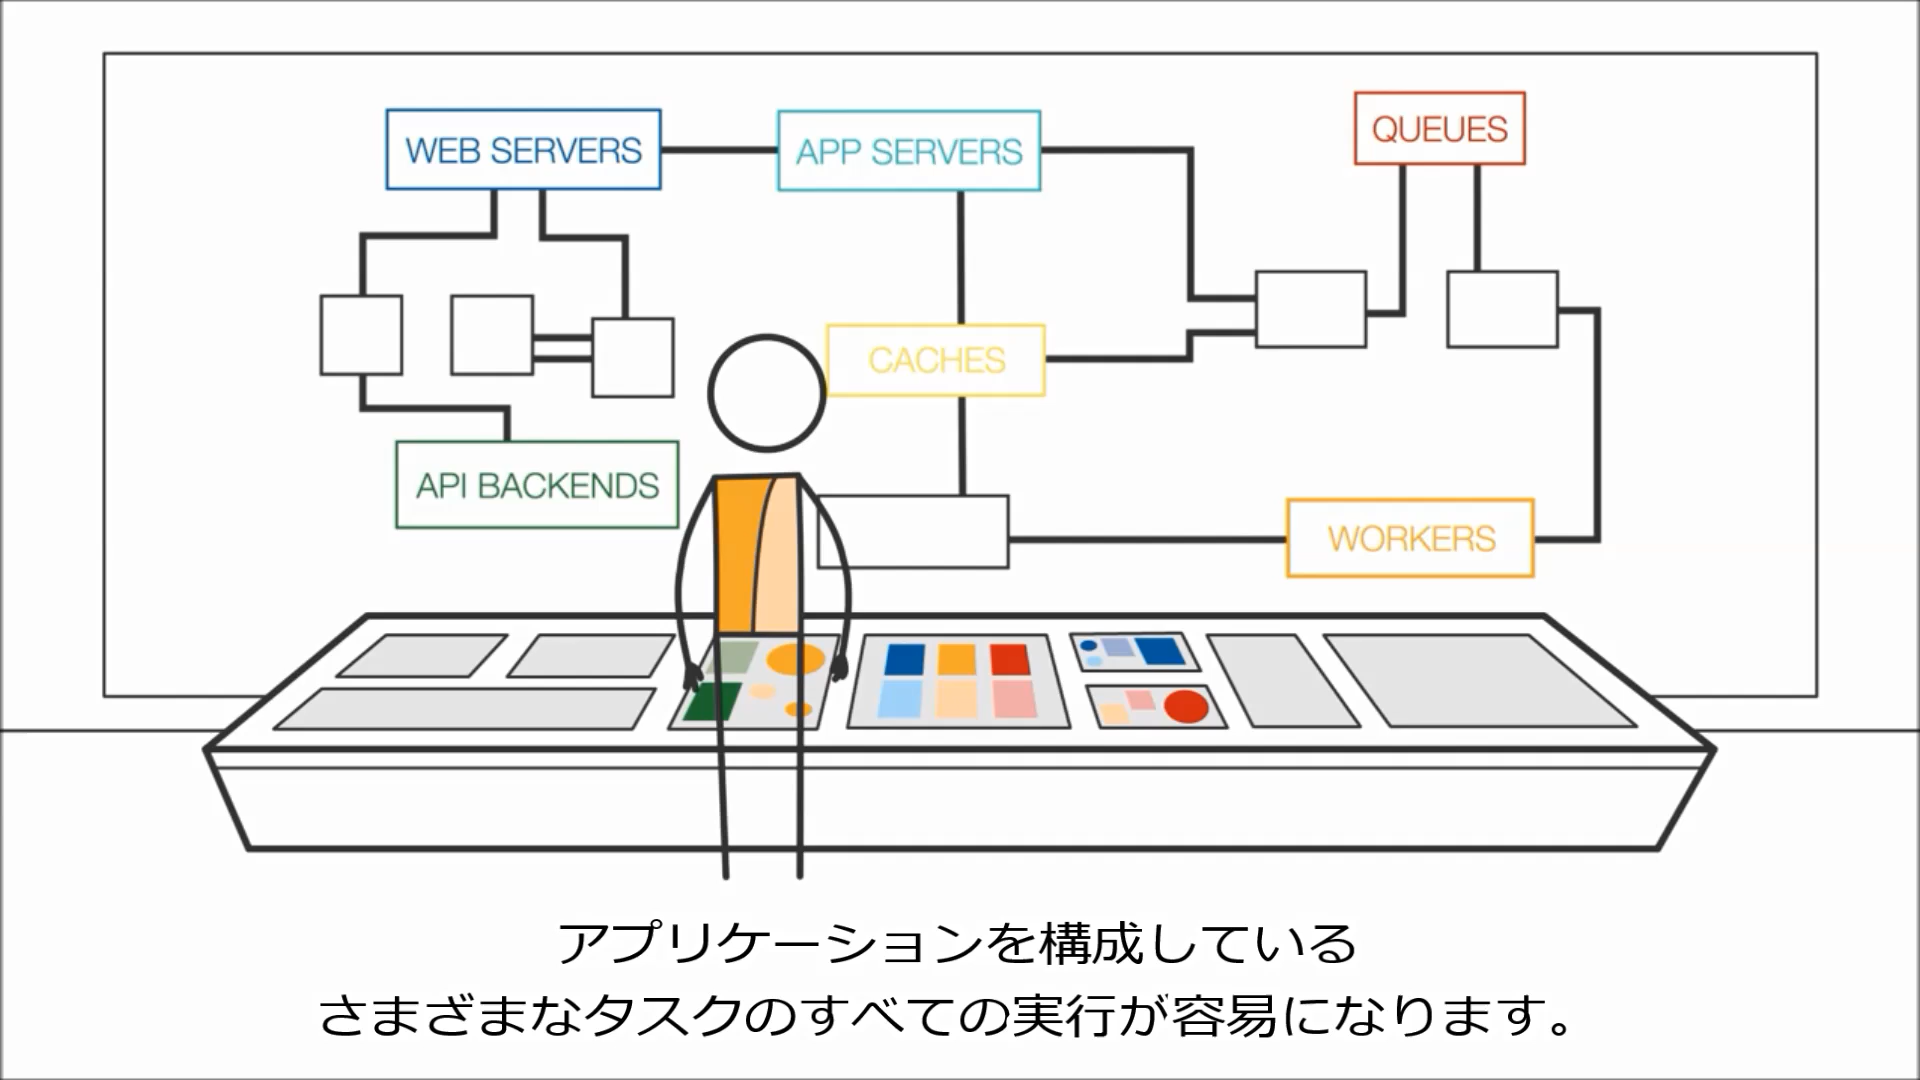 WEB SERVERS
APP SERVERS
QUEUES
CACHES
API BACKENDS
WORKERS
アプリケーションを構成している
さまざまなタスクのすべての実行が容易になります。